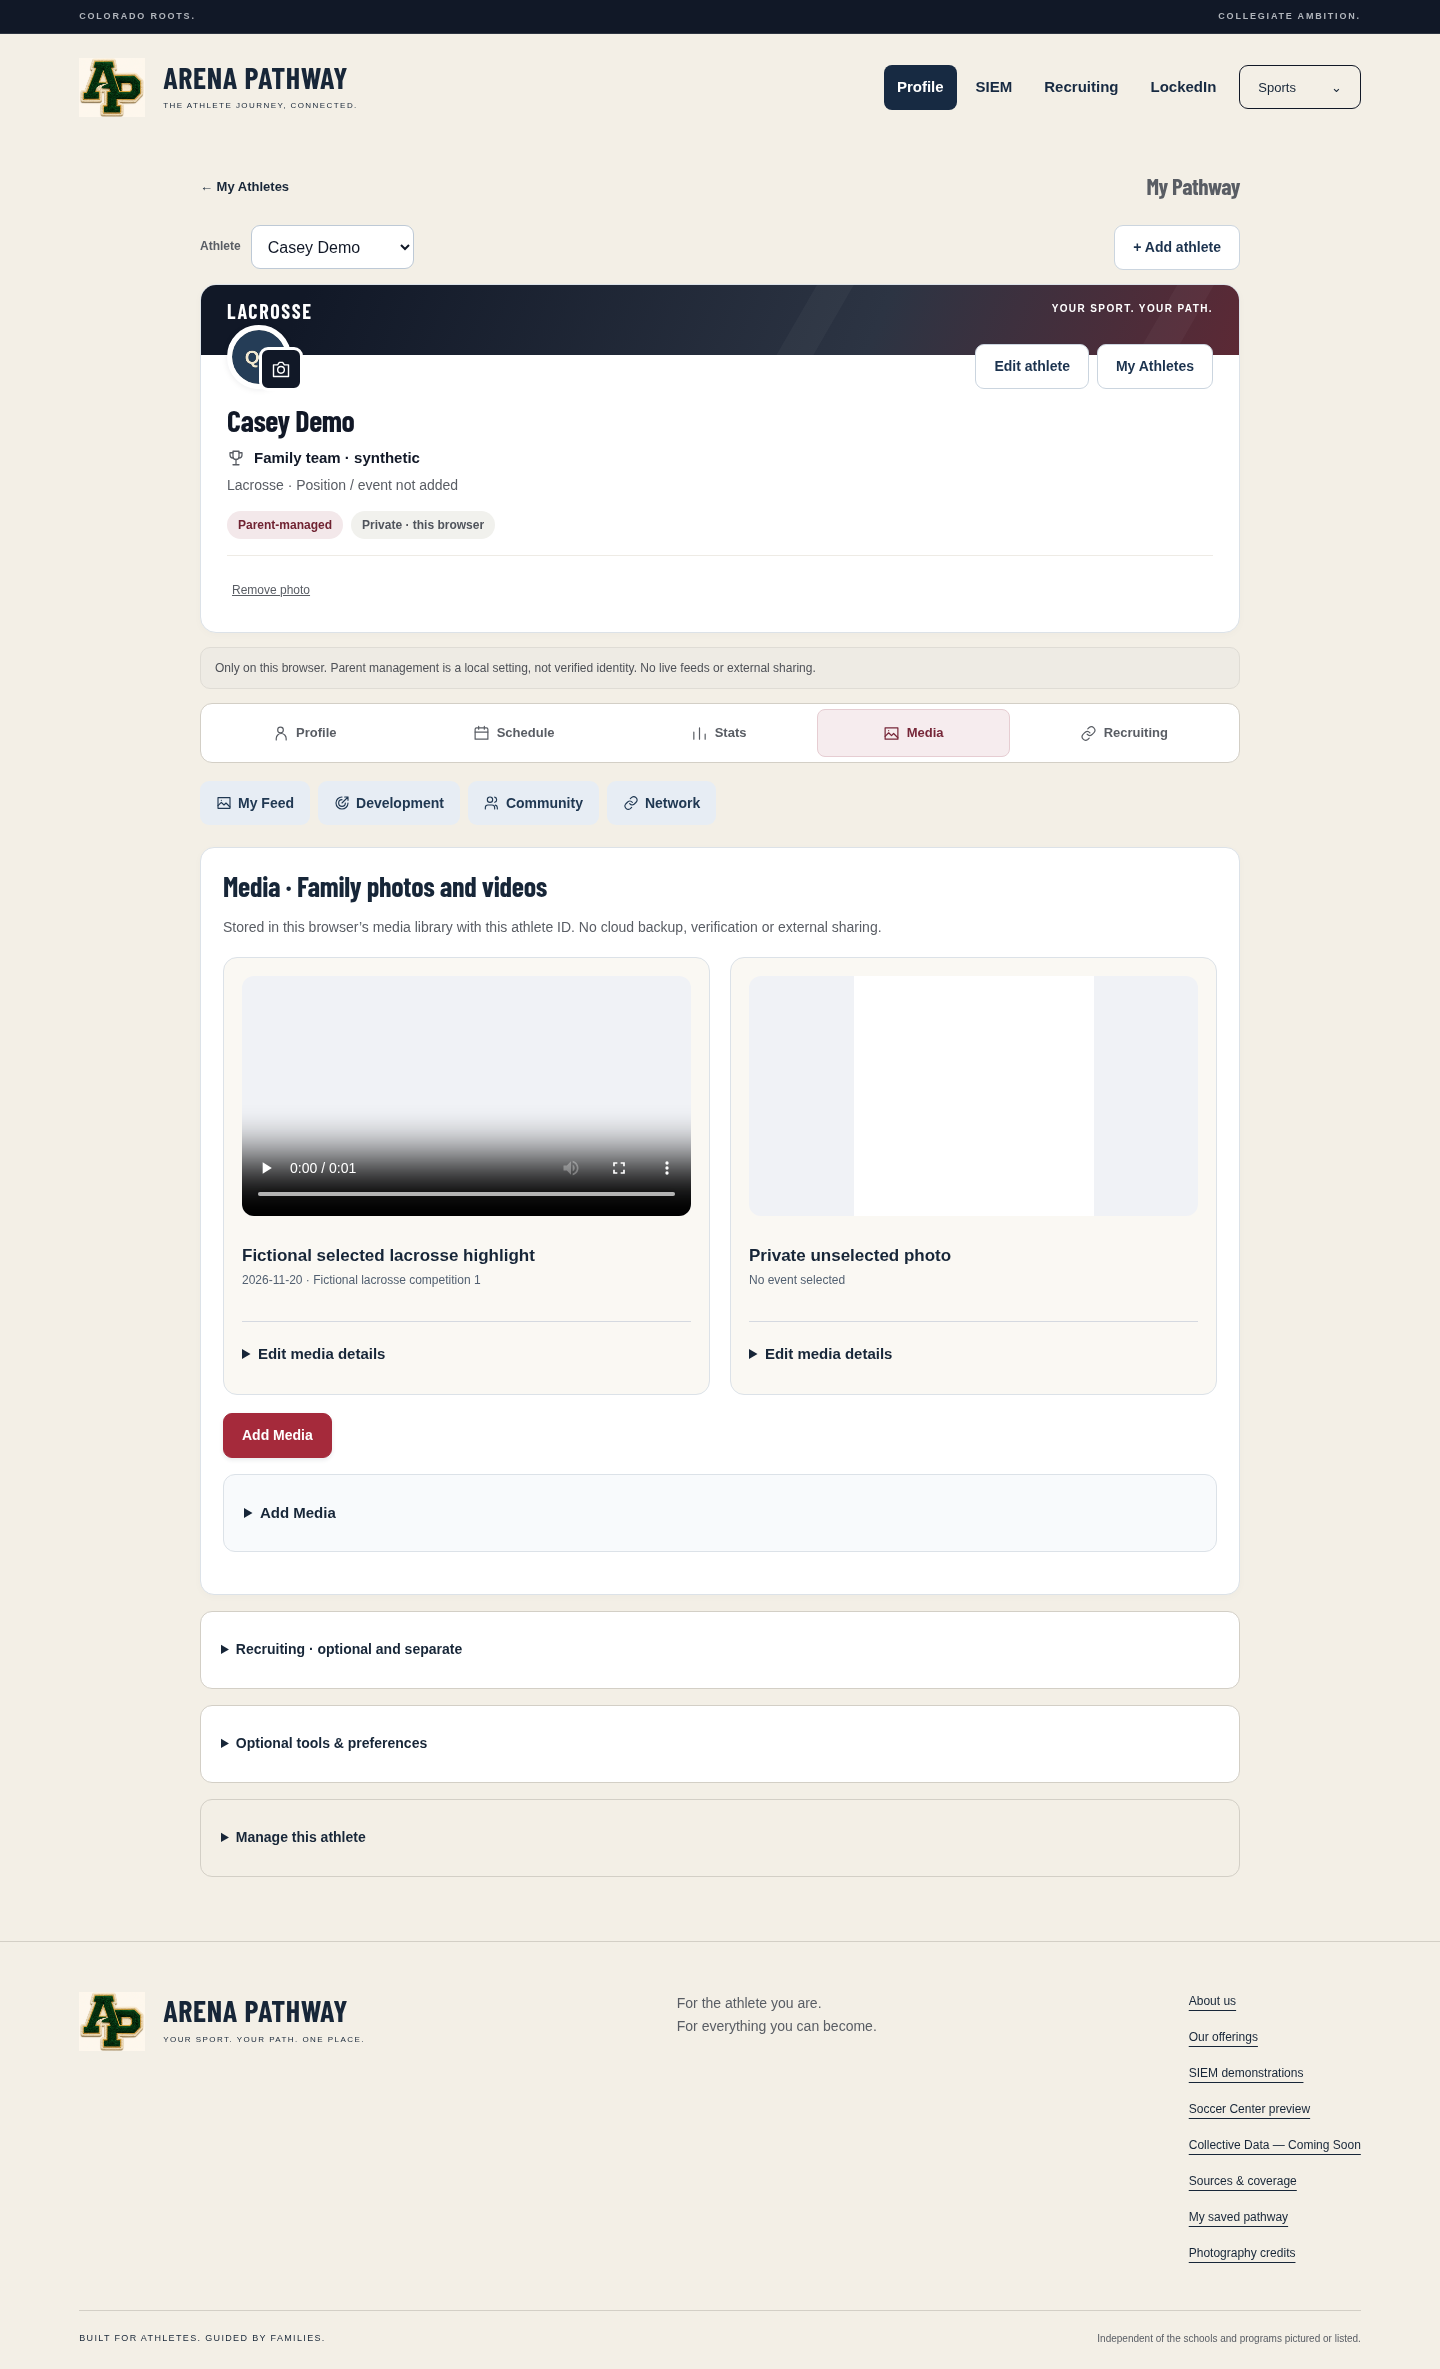 COLORADO ROOTS.
COLLEGIATE AMBITION.
AP
ARENA PATHWAY
THE ATHLETE JOURNEY, CONNECTED.
Profile
SIEM
Recruiting
LockedIn
Sports
← My Athletes
My Pathway
Athlete
Casey Demo
+ Add athlete
LACROSSE
YOUR SPORT. YOUR PATH.
Edit athlete
My Athletes
Casey Demo
Family team · synthetic
Lacrosse · Position / event not added
Parent-managed
Private · this browser
Remove photo
Only on this browser. Parent management is a local setting, not verified identity. No live feeds or external sharing.
Profile
Schedule
Stats
Media
Recruiting
My Feed
Development
Community
Network
Media · Family photos and videos
Stored in this browser’s media library with this athlete ID. No cloud backup, verification or external sharing.
0:00 / 0:01
Fictional selected lacrosse highlight
2026-11-20 · Fictional lacrosse competition 1
Edit media details
Private unselected photo
No event selected
Edit media details
Add Media
Add Media
Recruiting · optional and separate
Optional tools & preferences
Manage this athlete
AP
ARENA PATHWAY
YOUR SPORT. YOUR PATH. ONE PLACE.
For the athlete you are.
For everything you can become.
About us
Our offerings
SIEM demonstrations
Soccer Center preview
Collective Data — Coming Soon
Sources & coverage
My saved pathway
Photography credits
BUILT FOR ATHLETES. GUIDED BY FAMILIES.
Independent of the schools and programs pictured or listed.